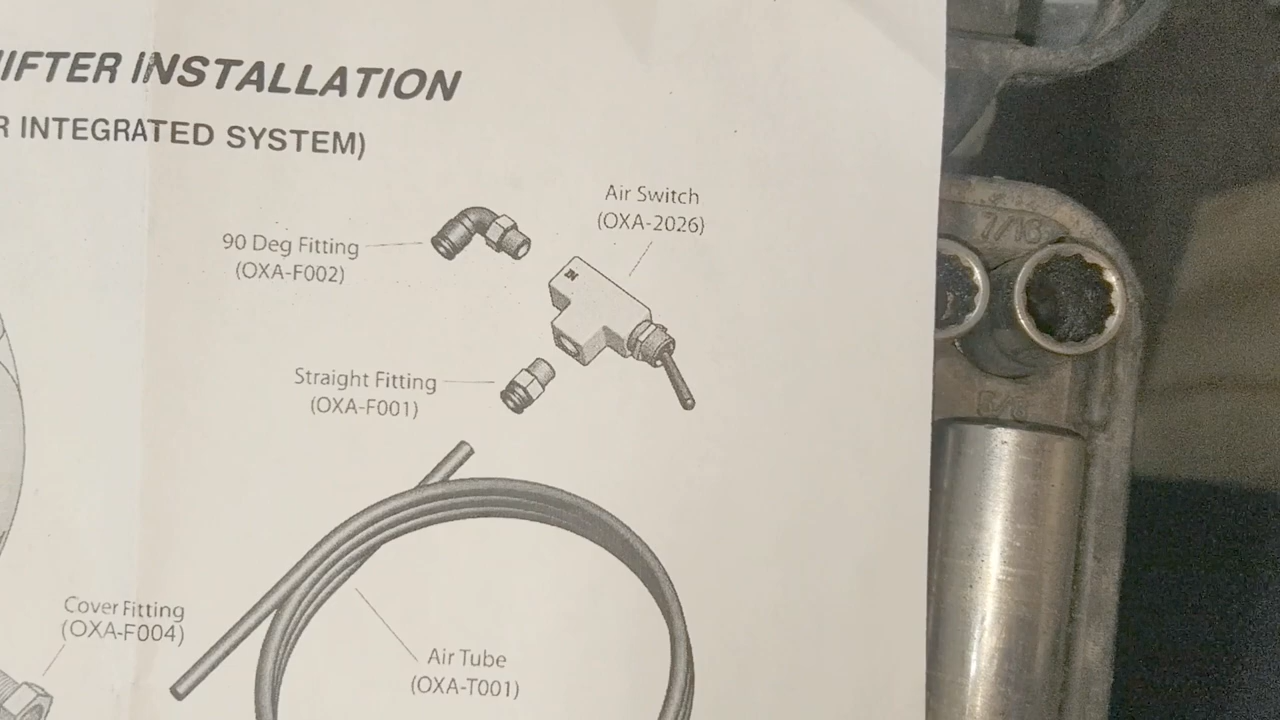 IFTER INSTALLATION
R INTEGRATED SYSTEM)
Air Switch
(OXA-2026)
90 Deg Fitting
(OXA-F002)
IN
Straight Fitting
(OXA-F001)
Cover Fitting
(OXA-F004)
Air Tube
(OXA-T001)
7/16